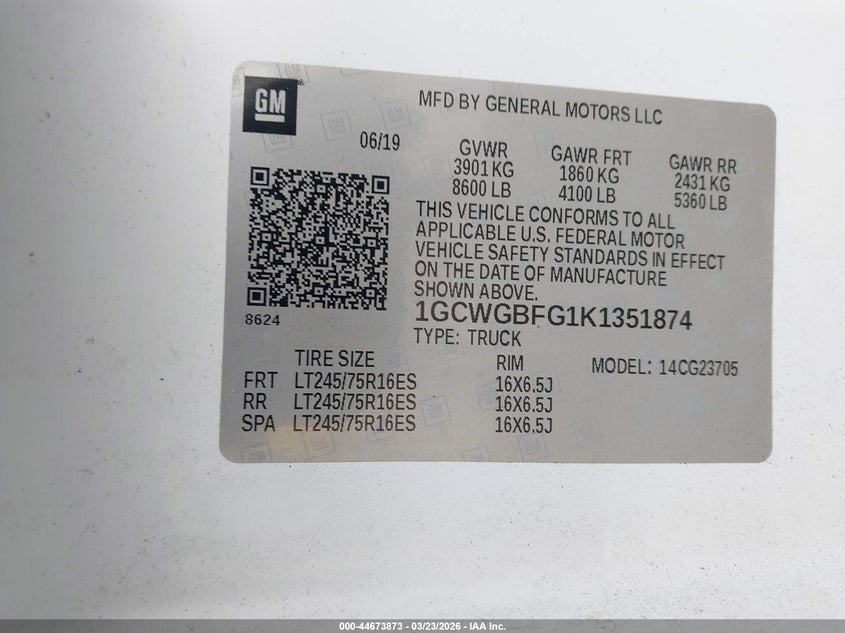 GM
MFD BY GENERAL MOTORS LLC
06/19
GVWR
3901 KG
8600 LB
GAWR FRT
1860 KG
4100 LB
GAWR RR
2431 KG
5360 LB
THIS VEHICLE CONFORMS TO ALL
APPLICABLE U.S. FEDERAL MOTOR
VEHICLE SAFETY STANDARDS IN EFFECT
ON THE DATE OF MANUFACTURE
SHOWN ABOVE.
1GCWGBFG1K1351874
8624
TYPE: TRUCK
TIRE SIZE RIM MODEL: 14CG23705
FRT LT245/75R16ES 16X6.5J
RR LT245/75R16ES 16X6.5J
SPA LT245/75R16ES 16X6.5J
000-44673873 - 03/23/2026 - IAA Inc.